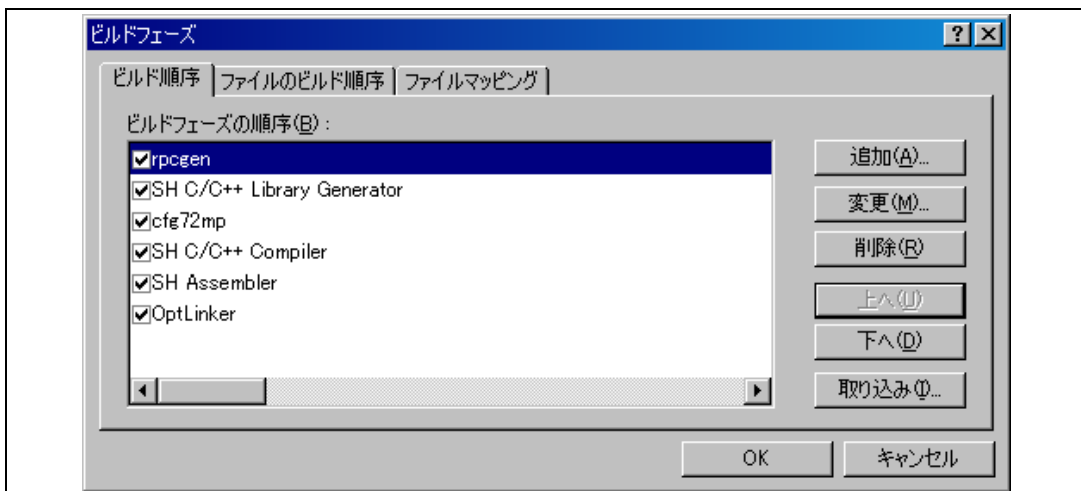 ビルドフェーズ
ビルド順序 ファイルのビルド順序 ファイルマッピング
ビルドフェーズの順序(B) :
rpcgen
SH C/C++ Library Generator
cfg72mp
SH C/C++ Compiler
SH Assembler
OptLinker
追加(A)...
変更(M)...
削除(R)
上へ(U)
下へ(D)
取り込み(I)...
OK キャンセル